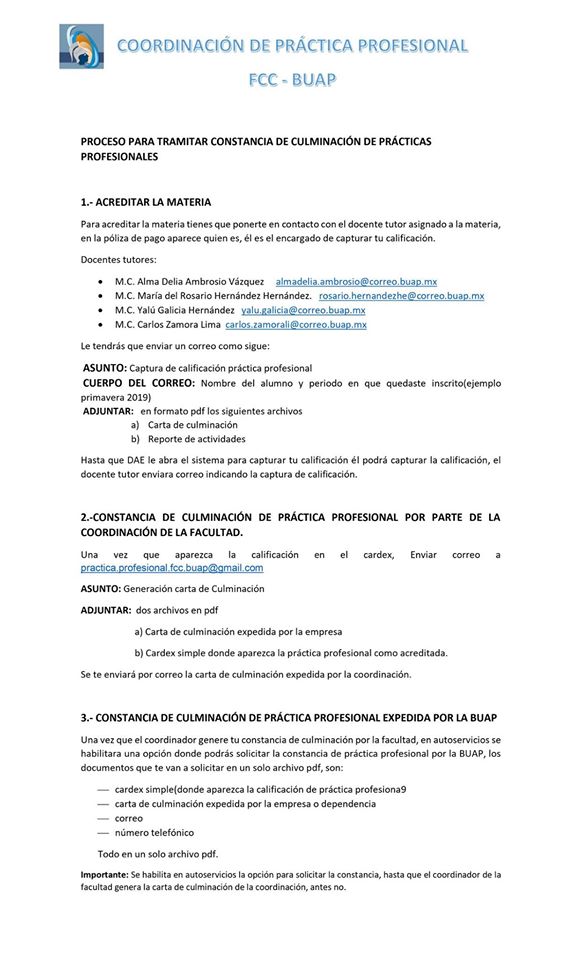 COORDINACIÓN DE PRÁCTICA PROFESIONAL
FCC - BUAP
PROCESO PARA TRAMITAR CONSTANCIA DE CULMINACIÓN DE PRÁCTICAS
PROFESIONALES
1.- ACREDITAR LA MATERIA
Para acreditar la materia tienes que ponerte en contacto con el docente tutor asignado a la materia,
en la póliza de pago aparece quien es, él es el encargado de capturar tu calificación.
Docentes tutores:
• M.C. Alma Delia Ambrosio Vázquez almadelia.ambrosio@correo.buap.mx
• M.C. María del Rosario Hernández Hernández. rosario.hernandezhe@correo.buap.mx
• M.C. Yalú Galicia Hernández yalu.galicia@correo.buap.mx
• M.C. Carlos Zamora Lima carlos.zamorali@correo.buap.mx
Le tendrás que enviar un correo como sigue:
ASUNTO: Captura de calificación práctica profesional
CUERPO DEL CORREO: Nombre del alumno y periodo en que quedaste inscrito(ejemplo
primavera 2019)
ADJUNTAR: en formato pdf los siguientes archivos
a) Carta de culminación
b) Reporte de actividades
Hasta que DAE le abra el sistema para capturar tu calificación él podrá capturar la calificación, el
docente tutor enviara correo indicando la captura de calificación.
2.-CONSTANCIA DE CULMINACIÓN DE PRÁCTICA PROFESIONAL POR PARTE DE LA
COORDINACIÓN DE LA FACULTAD.
Una vez que aparezca la calificación en el cardex, Enviar correo a
practica.profesional.fcc.buap@gmail.com
ASUNTO: Generación carta de Culminación
ADJUNTAR: dos archivos en pdf
a) Carta de culminación expedida por la empresa
b) Cardex simple donde aparezca la práctica profesional como acreditada.
Se te enviará por correo la carta de culminación expedida por la coordinación.
3.- CONSTANCIA DE CULMINACIÓN DE PRÁCTICA PROFESIONAL EXPEDIDA POR LA BUAP
Una vez que el coordinador genere tu constancia de culminación por la facultad, en autoservicios se
habilitara una opción donde podrás solicitar la constancia de práctica profesional por la BUAP, los
documentos que te van a solicitar en un solo archivo pdf, son:
— cardex simple(donde aparezca la calificación de práctica profesiona9
— carta de culminación expedida por la empresa o dependencia
— correo
— número telefónico
Todo en un solo archivo pdf.
Importante: Se habilita en autoservicios la opción para solicitar la constancia, hasta que el coordinador de la
facultad genera la carta de culminación de la coordinación, antes no.